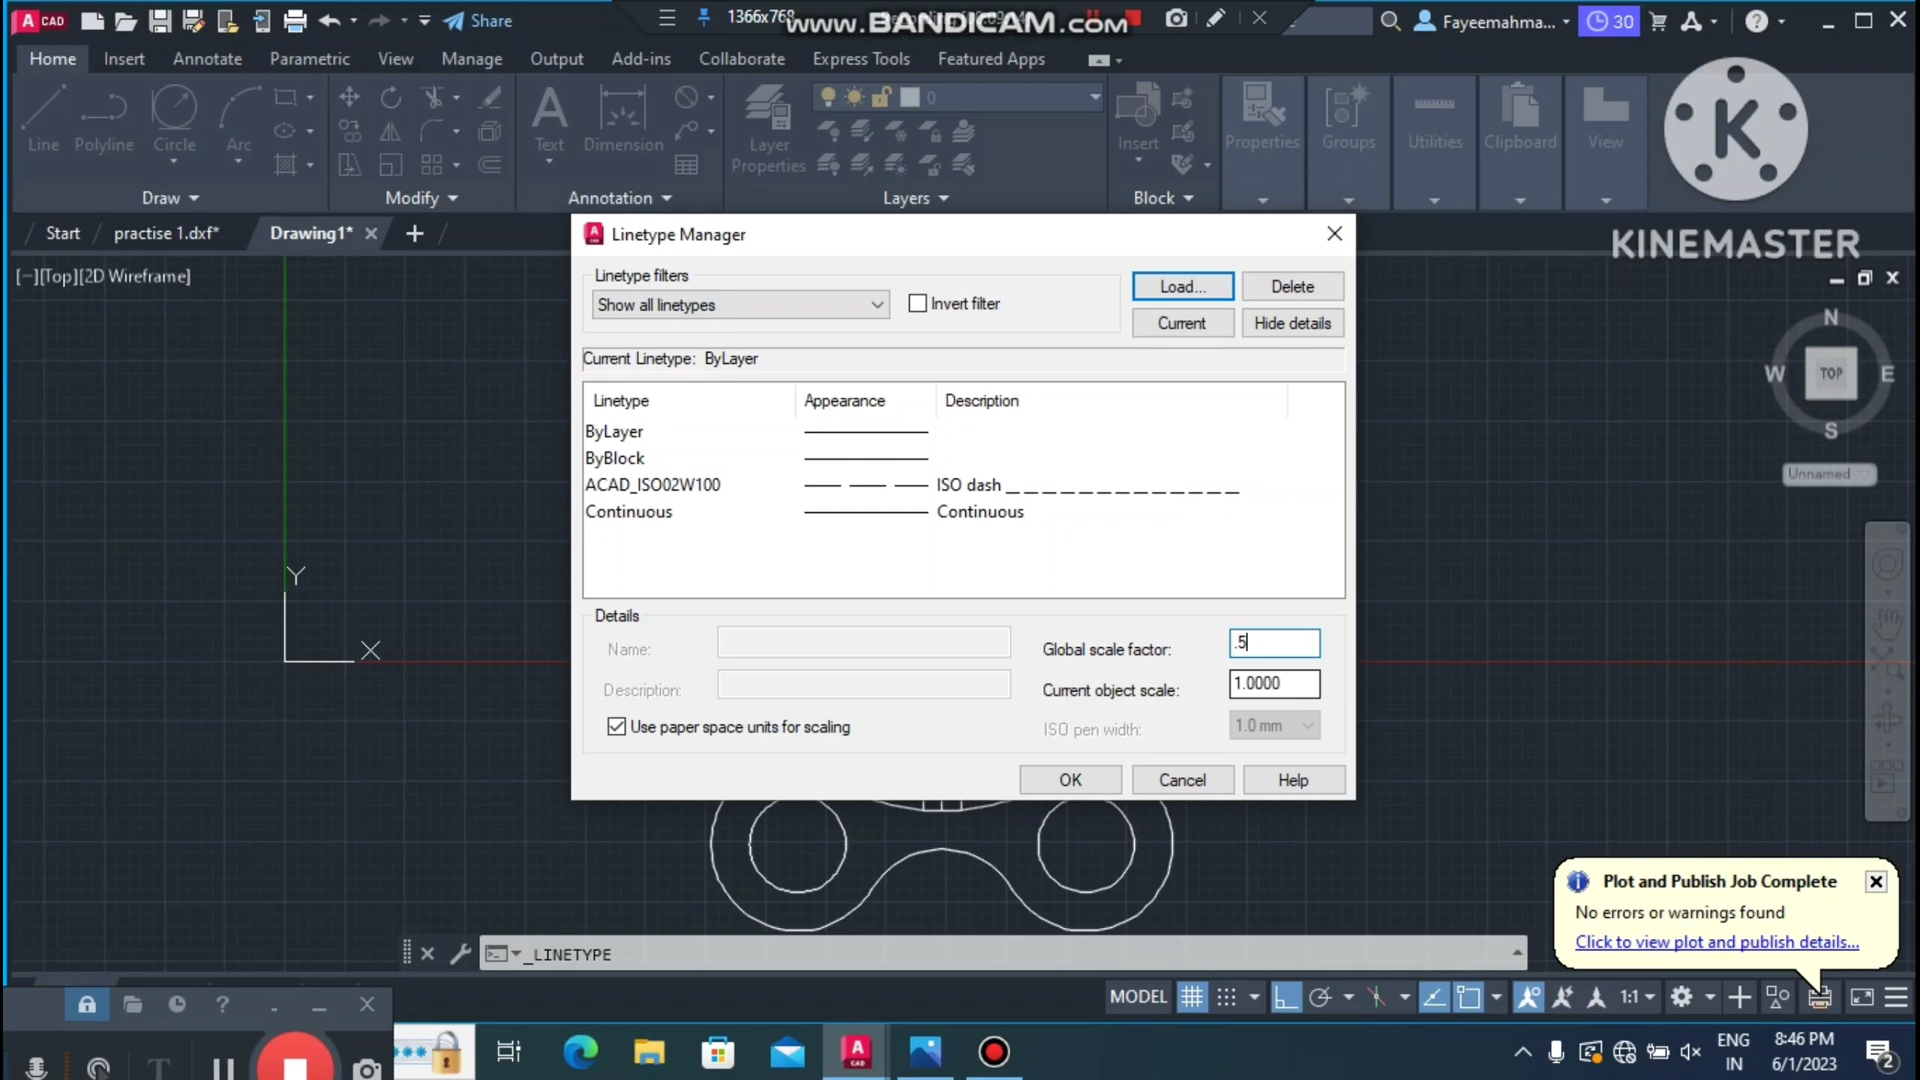 CAD
Share
1366x768
www.BANDICAM.com
Fayeemahma...
30
Home
Insert
Annotate
Parametric
View
Manage
Output
Add-ins
Collaborate
Express Tools
Featured Apps
Line
Polyline
Circle
Arc
Text
Dimension
Layer
Properties
0
Insert
Properties
Groups
Utilities
Clipboard
View
Draw
Modify
Annotation
Layers
Block
K
KINEMASTER
Start
practise 1.dxf*
Drawing1*
[−][Top][2D Wireframe]
Linetype Manager
Linetype filters
Show all linetypes
Invert filter
Load...
Delete
Current
Hide details
Current Linetype: ByLayer
Linetype
Appearance
Description
ByLayer
ByBlock
ACAD_ISO02W100
ISO dash _ _ _ _ _ _ _ _ _ _ _ _ _
Continuous
Continuous
Details
Name:
Description:
Use paper space units for scaling
Global scale factor:
.5
Current object scale:
1.0000
ISO pen width:
1.0 mm
OK
Cancel
Help
N
W
TOP
E
S
Unnamed
Y
X
_LINETYPE
Plot and Publish Job Complete
No errors or warnings found
Click to view plot and publish details...
MODEL
1:1
ENG
IN
8:46 PM
6/1/2023
2